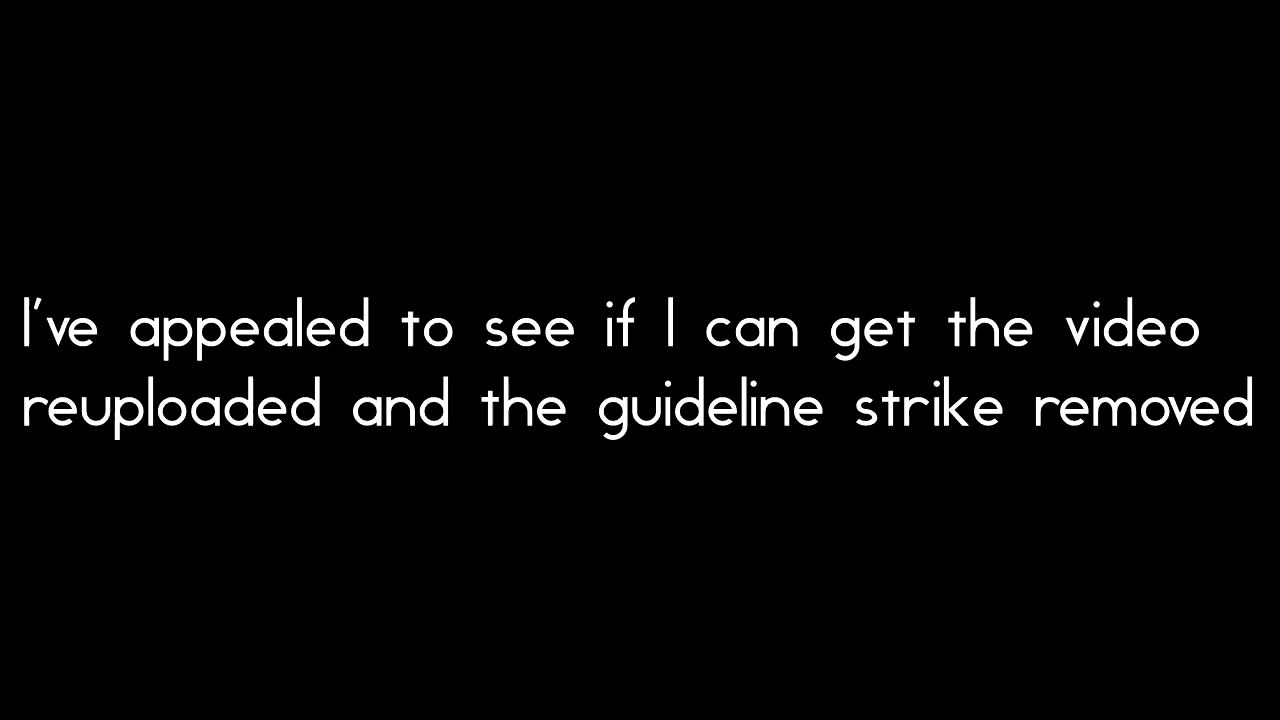 I've appealed to see if I can get the video
reuploaded and the guideline strike removed